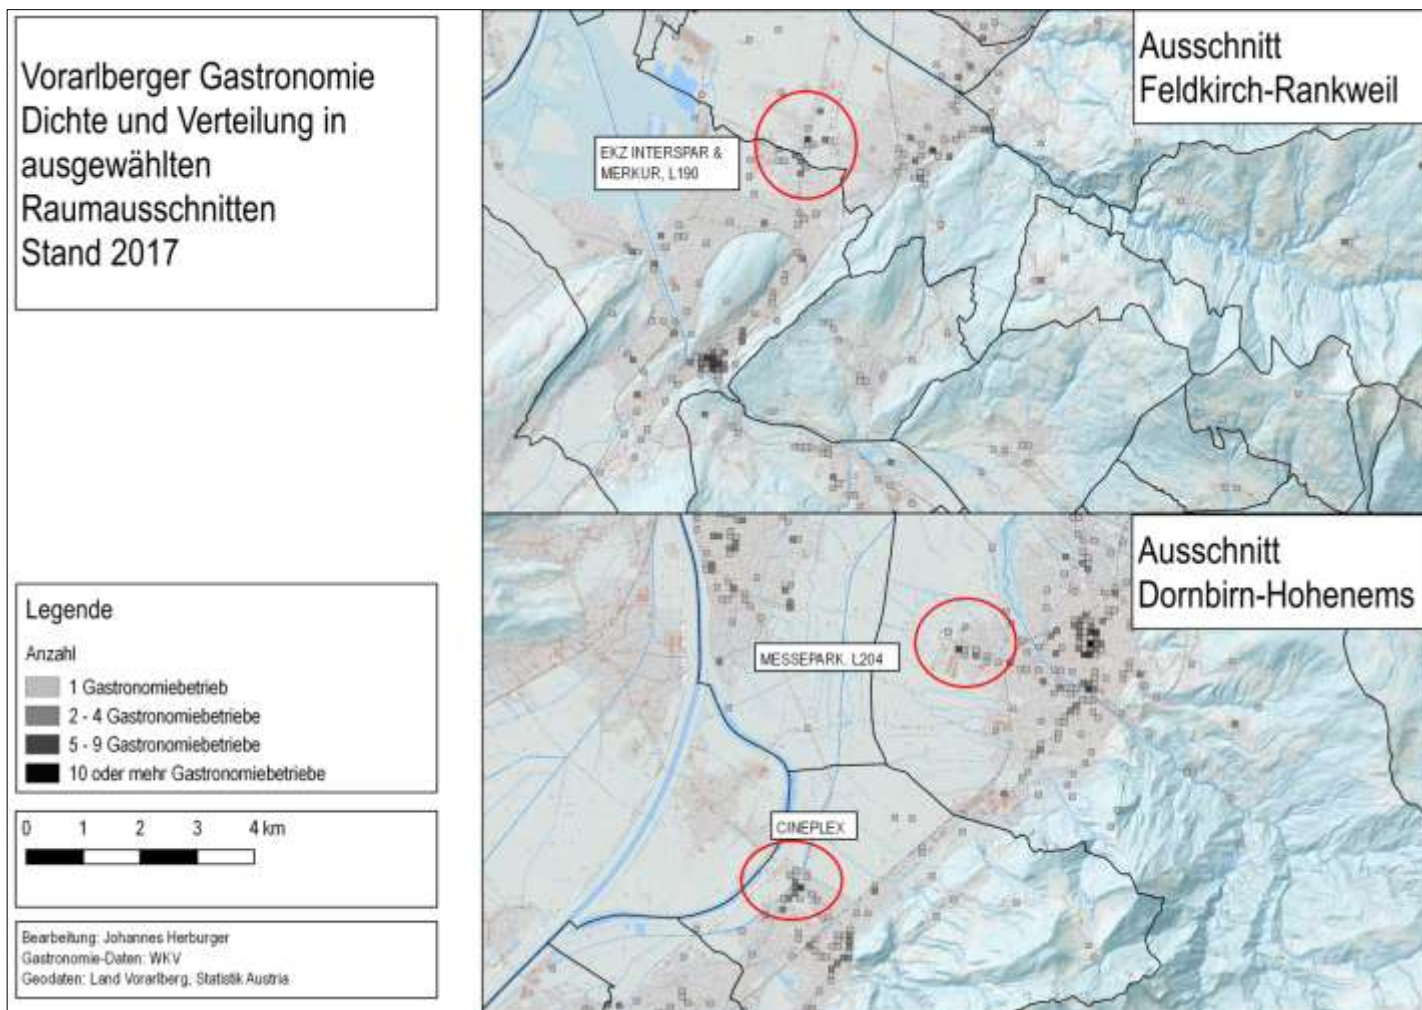 Vorarlberger Gastronomie
Dichte und Verteilung in
ausgewählten
Raumausschnitten
Stand 2017
Ausschnitt
Feldkirch-Rankweil
EKZ INTERSPAR &
MERKUR, L190
Ausschnitt
Dornbirn-Hohenems
MESSEPARK, L204
CINEPLEX
Legende
Anzahl
1 Gastronomiebetrieb
2 - 4 Gastronomiebetriebe
5 - 9 Gastronomiebetriebe
10 oder mehr Gastronomiebetriebe
0 1 2 3 4 km
Bearbeitung: Johannes Herburger
Gastronomie-Daten: WKV
Geodaten: Land Vorarlberg, Statistik Austria